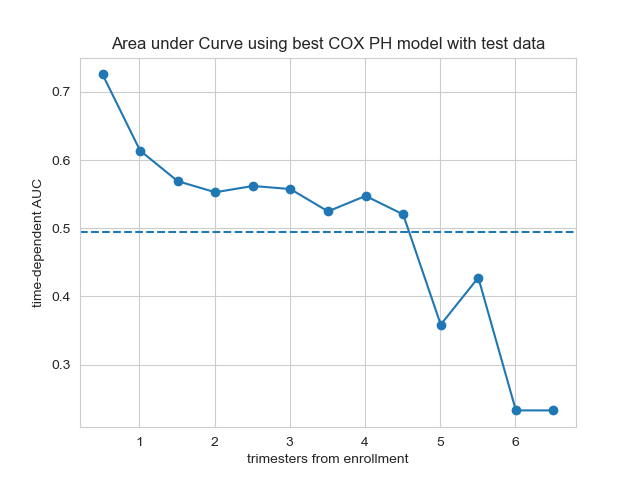 Area under Curve using best COX PH model with test data
time-dependent AUC
0.7
0.6
0.5
0.4
0.3
1 2 3 4 5 6
trimesters from enrollment